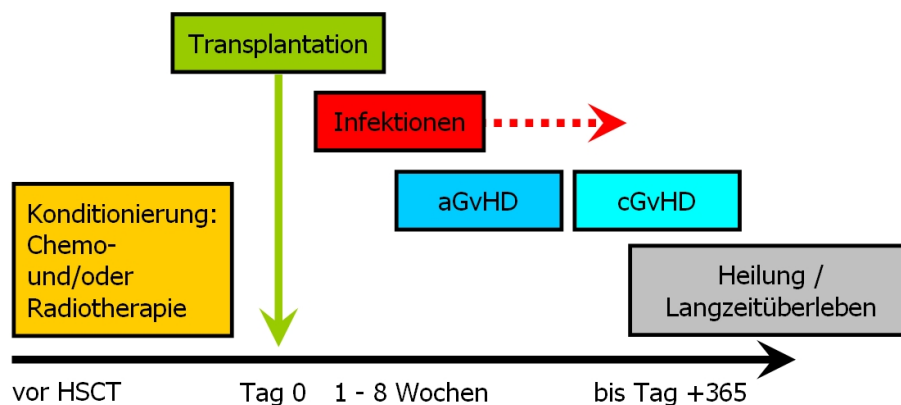 Transplantation
Infektionen
aGvHD
cGvHD
Konditionierung:
Chemo-
und/oder
Radiotherapie
Heilung /
Langzeitüberleben
vor HSCT
Tag 0
1 - 8 Wochen
bis Tag +365